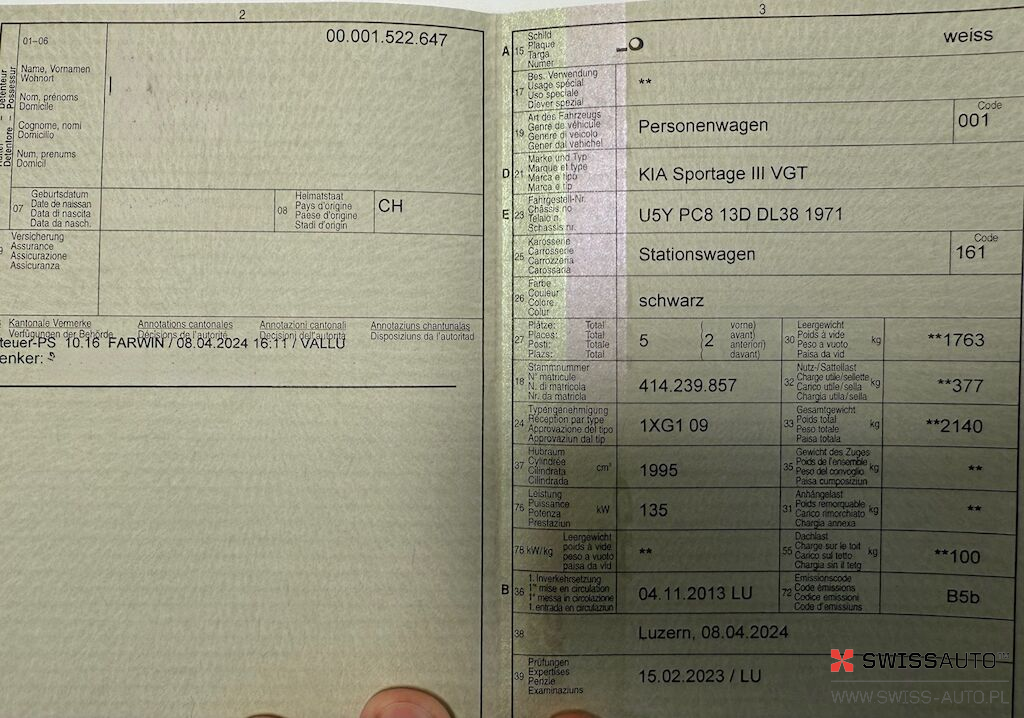 2
00.001.522.647
01-06
Name, Vornamen
Wohnort
Nom, prénoms
Domicile
Cognome, nomi
Domicilio
Num, prenums
Domicil
Détenteur
Possessur
Detentore
07
Geburtsdatum
Date de naissan
Data di nascita
Data da nasch.
08
Heimatstaat
Pays d'origine
Paese d'origine
Stadi d'origin
CH
Versicherung
Assurance
Assicurazione
Assicuranza
Kantonale Vermerke
Verfügungen der Behörde
Annotations cantonales
Décisions de l'autorité
Annotazioni cantonali
Decisioni dell'autorità
Annotaziuns chantunalas
Disposiziuns da l'autoritad
teuer-PS 10.16 FARWIN / 08.04.2024 16:11 / VALLU
enker:
3
A 15
Schild
Plaque
Targa
Numer
weiss
17
Bes. Verwendung
Usage spécial
Uso speciale
Diever spezial
**
19
Art des Fahrzeugs
Genre de véhicule
Genere di veicolo
Gener dal vahichel
Personenwagen
Code
001
D 21
Marke und Typ
Marque et type
Marca e tipo
Marca e tip
KIA Sportage III VGT
E 23
Fahrgestell-Nr.
Châssis no
Telaio n.
Schassis nr.
U5Y PC8 13D DL38 1971
25
Karosserie
Carrosserie
Carrozzeria
Carossaria
Stationswagen
Code
161
26
Farbe
Couleur
Colore
Colur
schwarz
27
Plätze: Total
Places: Total
Posti: Totale
Plazs: Total
5
(2
vorne)
avant)
anteriori)
davant)
30
Leergewicht
Poids à vide
Peso a vuoto
Paisa da vid
kg
**1763
18
Stammnummer
N° matricule
N. di matricola
Nr. da matricla
414.239.857
32
Nutz-/Sattellast
Charge utile/sellette
Carico utile/sella
Chargia utila/sella
kg
**377
24
Typengenehmigung
Réception par type
Approvazione del tipo
Approvaziun dal tip
1XG1 09
33
Gesamtgewicht
Poids total
Peso totale
Paisa totala
kg
**2140
37
Hubraum
Cylindrée
Cilindrata
Cilindrada
cm³
1995
35
Gewicht des Zuges
Poids de l'ensemble
Peso del convoglio
Paisa cumposiziun
kg
**
76
Leistung
Puissance
Potenza
Prestaziun
kW
135
31
Anhängelast
Poids remorquable
Carico rimorchiato
Chargia annexa
kg
**
78 kW/kg
Leergewicht
poids à vide
peso a vuoto
paisa da vid
**
55
Dachlast
Charge sur le toit
Carico sul tetto
Chargia sin il tetg
kg
**100
B 36
1. Inverkehrsetzung
1re mise en circulation
1a messa in circolazione
1. entrada en circulaziun
04.11.2013 LU
72
Emissionscode
Code émissions
Codice emissioni
Code d'emissiuns
B5b
38
Luzern, 08.04.2024
39
Prüfungen
Expertises
Perizie
Examinaziuns
15.02.2023 / LU
SWISSAUTO
WWW.SWISS-AUTO.PL